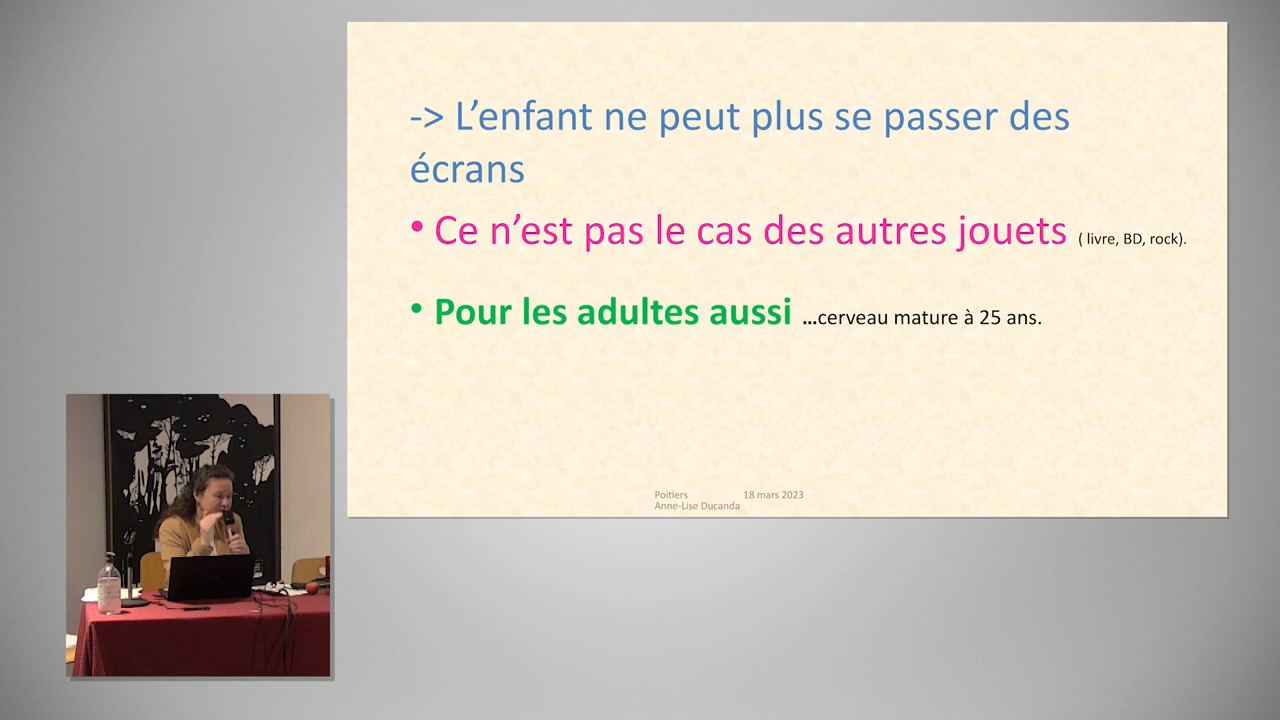 -> L’enfant ne peut plus se passer des
écrans
• Ce n’est pas le cas des autres jouets ( livre, BD, rock).
• Pour les adultes aussi …cerveau mature à 25 ans.
Poitiers 18 mars 2023
Anne-Lise Ducanda